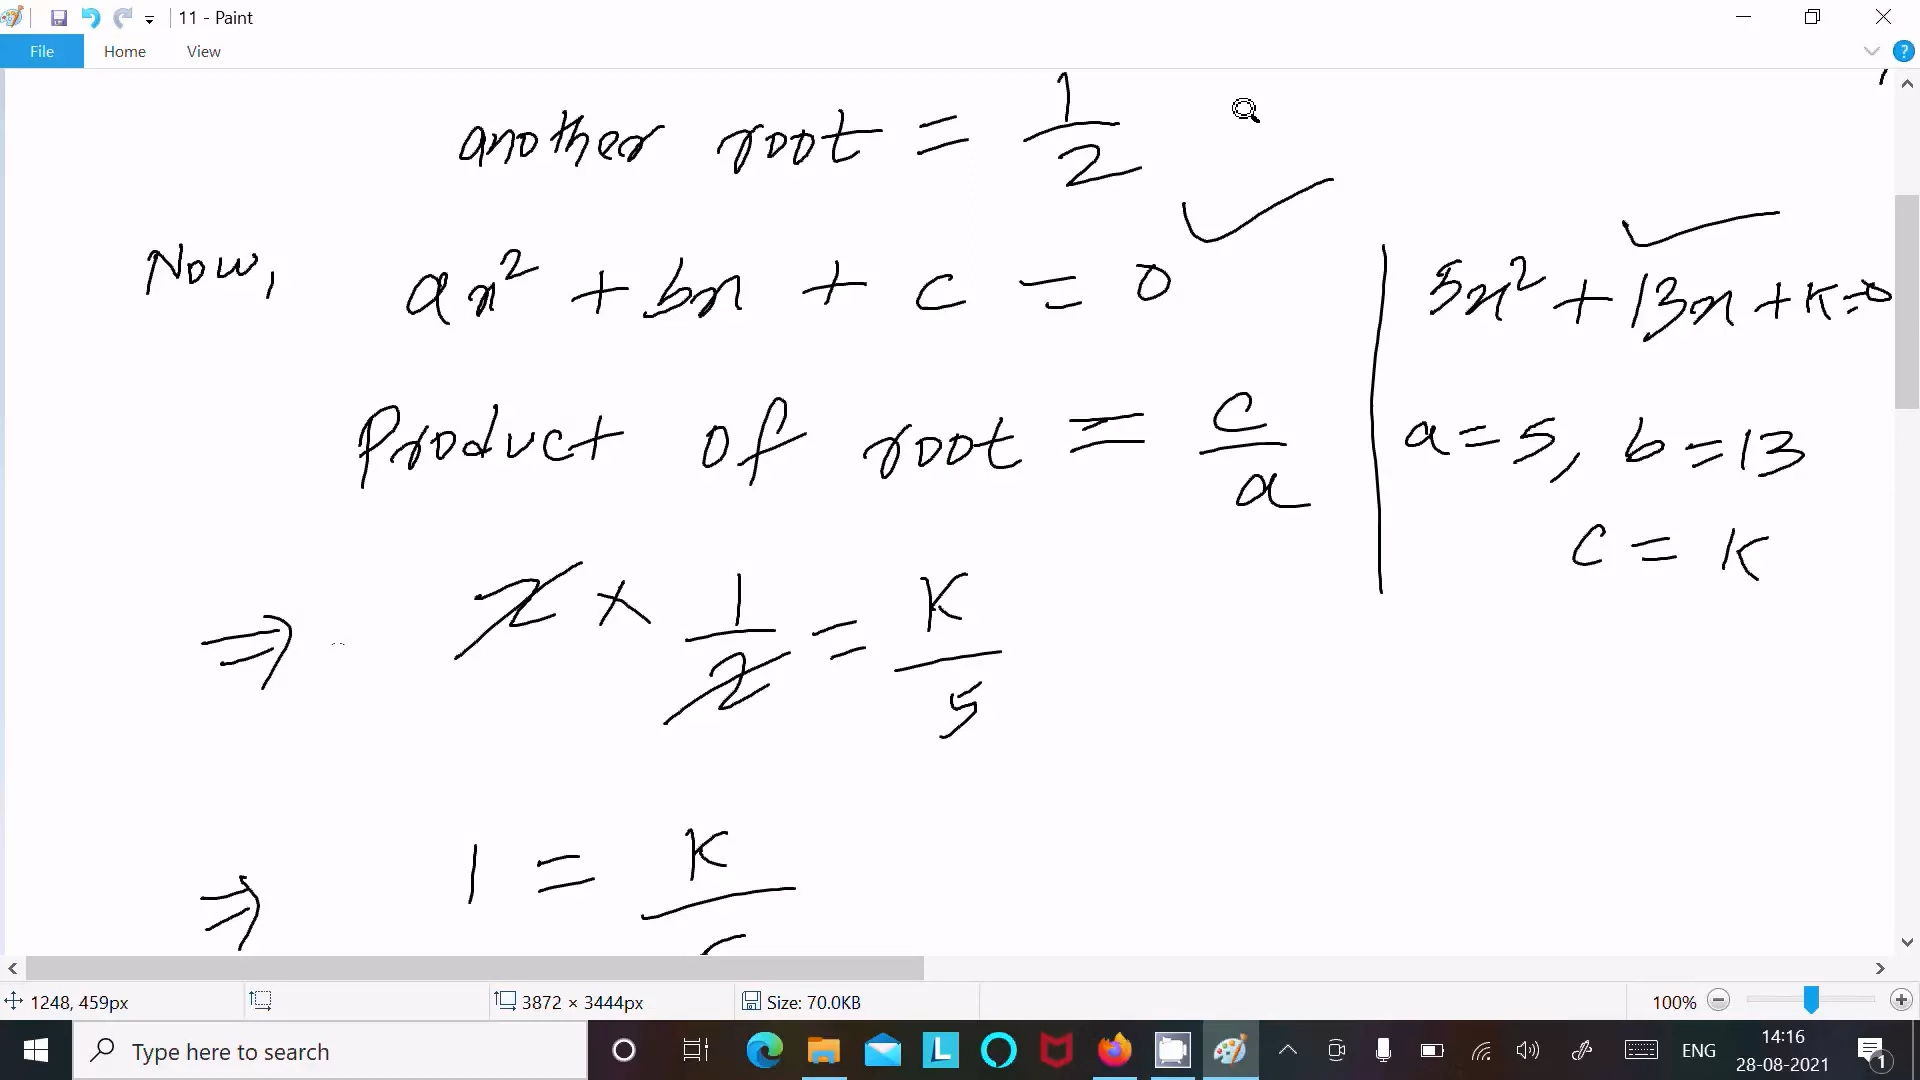 11 - Paint
File Home View
another root = 1/2
Now, ax² + bx + c = 0
5x² + 13x + K = 0
Product of root = c/a
a = 5, b = 13
c = K
⇒ 2 × 1/2 = K/5
⇒ 1 = K/
1248, 459px
3872 × 3444px
Size: 70.0KB
100%
Type here to search
ENG
14:16
28-08-2021
1